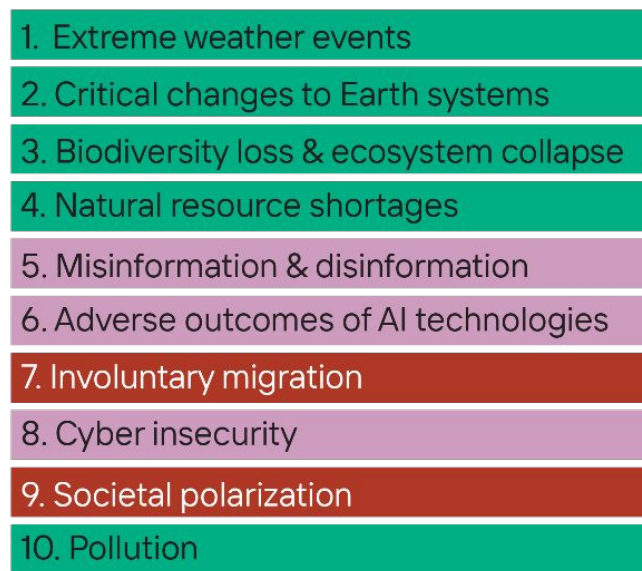 1. Extreme weather events
2. Critical changes to Earth systems
3. Biodiversity loss & ecosystem collapse
4. Natural resource shortages
5. Misinformation & disinformation
6. Adverse outcomes of AI technologies
7. Involuntary migration
8. Cyber insecurity
9. Societal polarization
10. Pollution